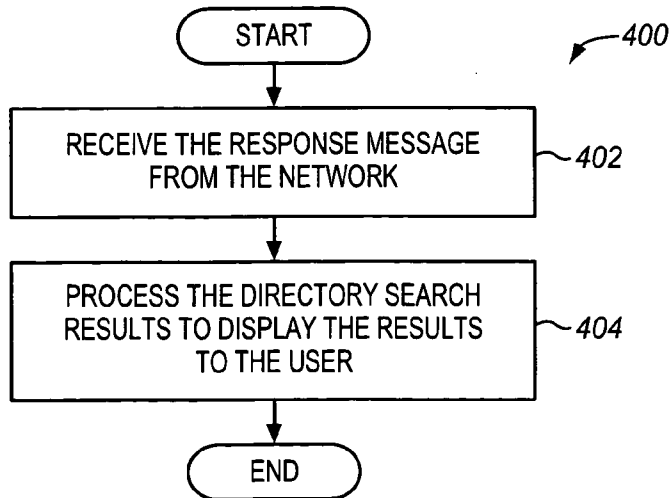 START
400
RECEIVE THE RESPONSE MESSAGE
FROM THE NETWORK
402
PROCESS THE DIRECTORY SEARCH
RESULTS TO DISPLAY THE RESULTS
TO THE USER
404
END